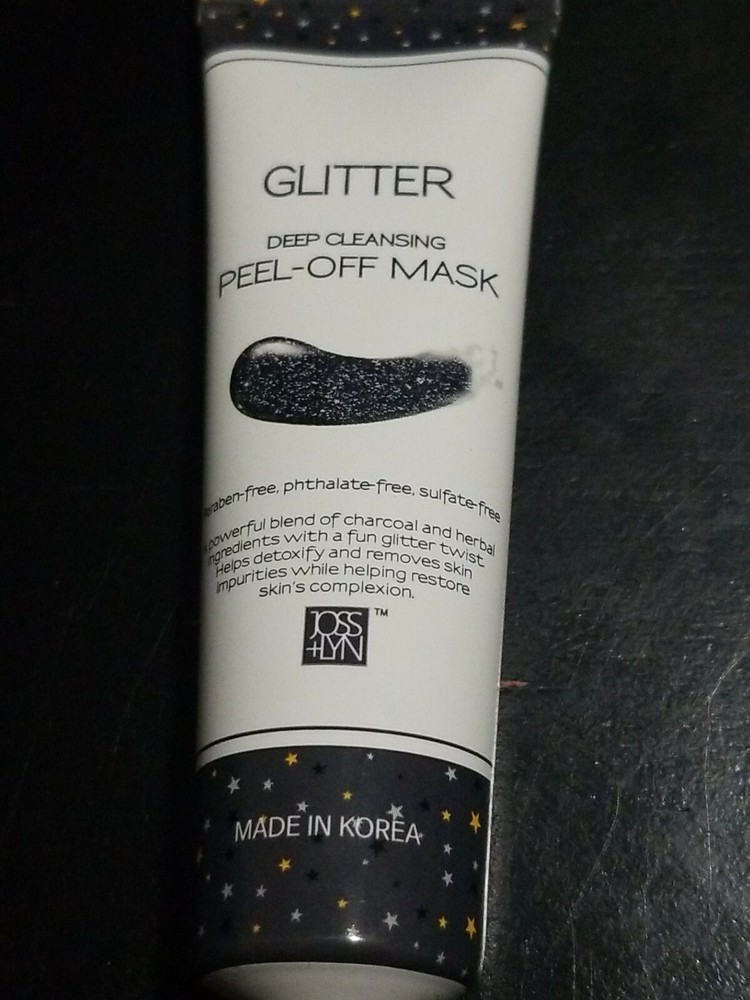 GLITTER
DEEP CLEANSING
PEEL-OFF MASK
paraben-free, phthalate-free, sulfate-free
A powerful blend of charcoal and herbal
ingredients with a fun glitter twist.
Helps detoxify and removes skin
impurities while helping restore
skin's complexion.
JOSS TM
+LYN
MADE IN KOREA